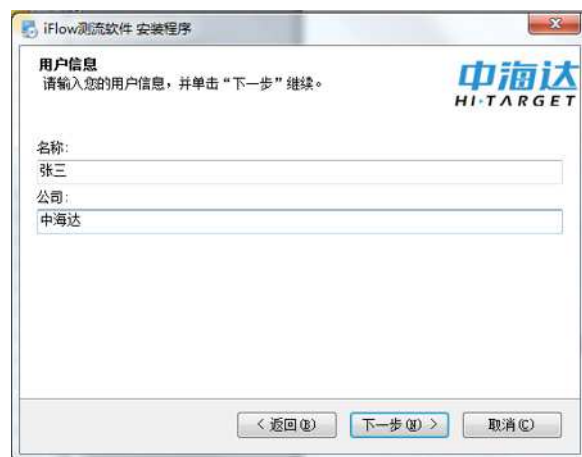 iFlow测流软件 安装程序
用户信息
请输入您的用户信息，并单击“下一步”继续。
中海达
HI·TARGET
名称:
张三
公司:
中海达
< 返回(B)
下一步(N) >
取消(C)